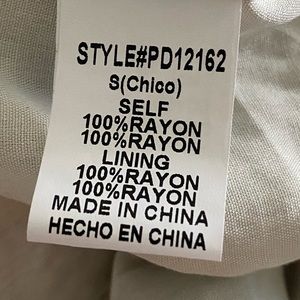 STYLE#PD12162
S(Chico)
SELF
100%RAYON
100%RAYON
LINING
100%RAYON
100%RAYON
MADE IN CHINA
HECHO EN CHINA